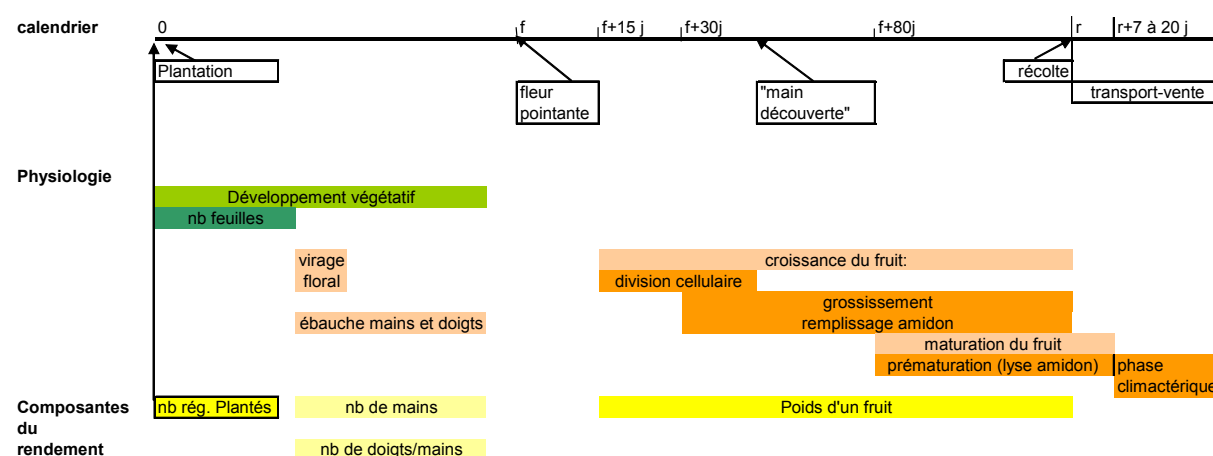 calendrier 0 f f+15 j f+30j f+80j r r+7 à 20 j
Plantation récolte
fleur
pointante
"main
découverte"
transport-vente
Physiologie
Développement végétatif
nb feuilles
virage
floral
croissance du fruit:
division cellulaire
grossissement
ébauche mains et doigts remplissage amidon
maturation du fruit
prématuration (lyse amidon)
phase
climactérique
Composantes
du
rendement
nb rég. Plantés nb de mains Poids d'un fruit
nb de doigts/mains